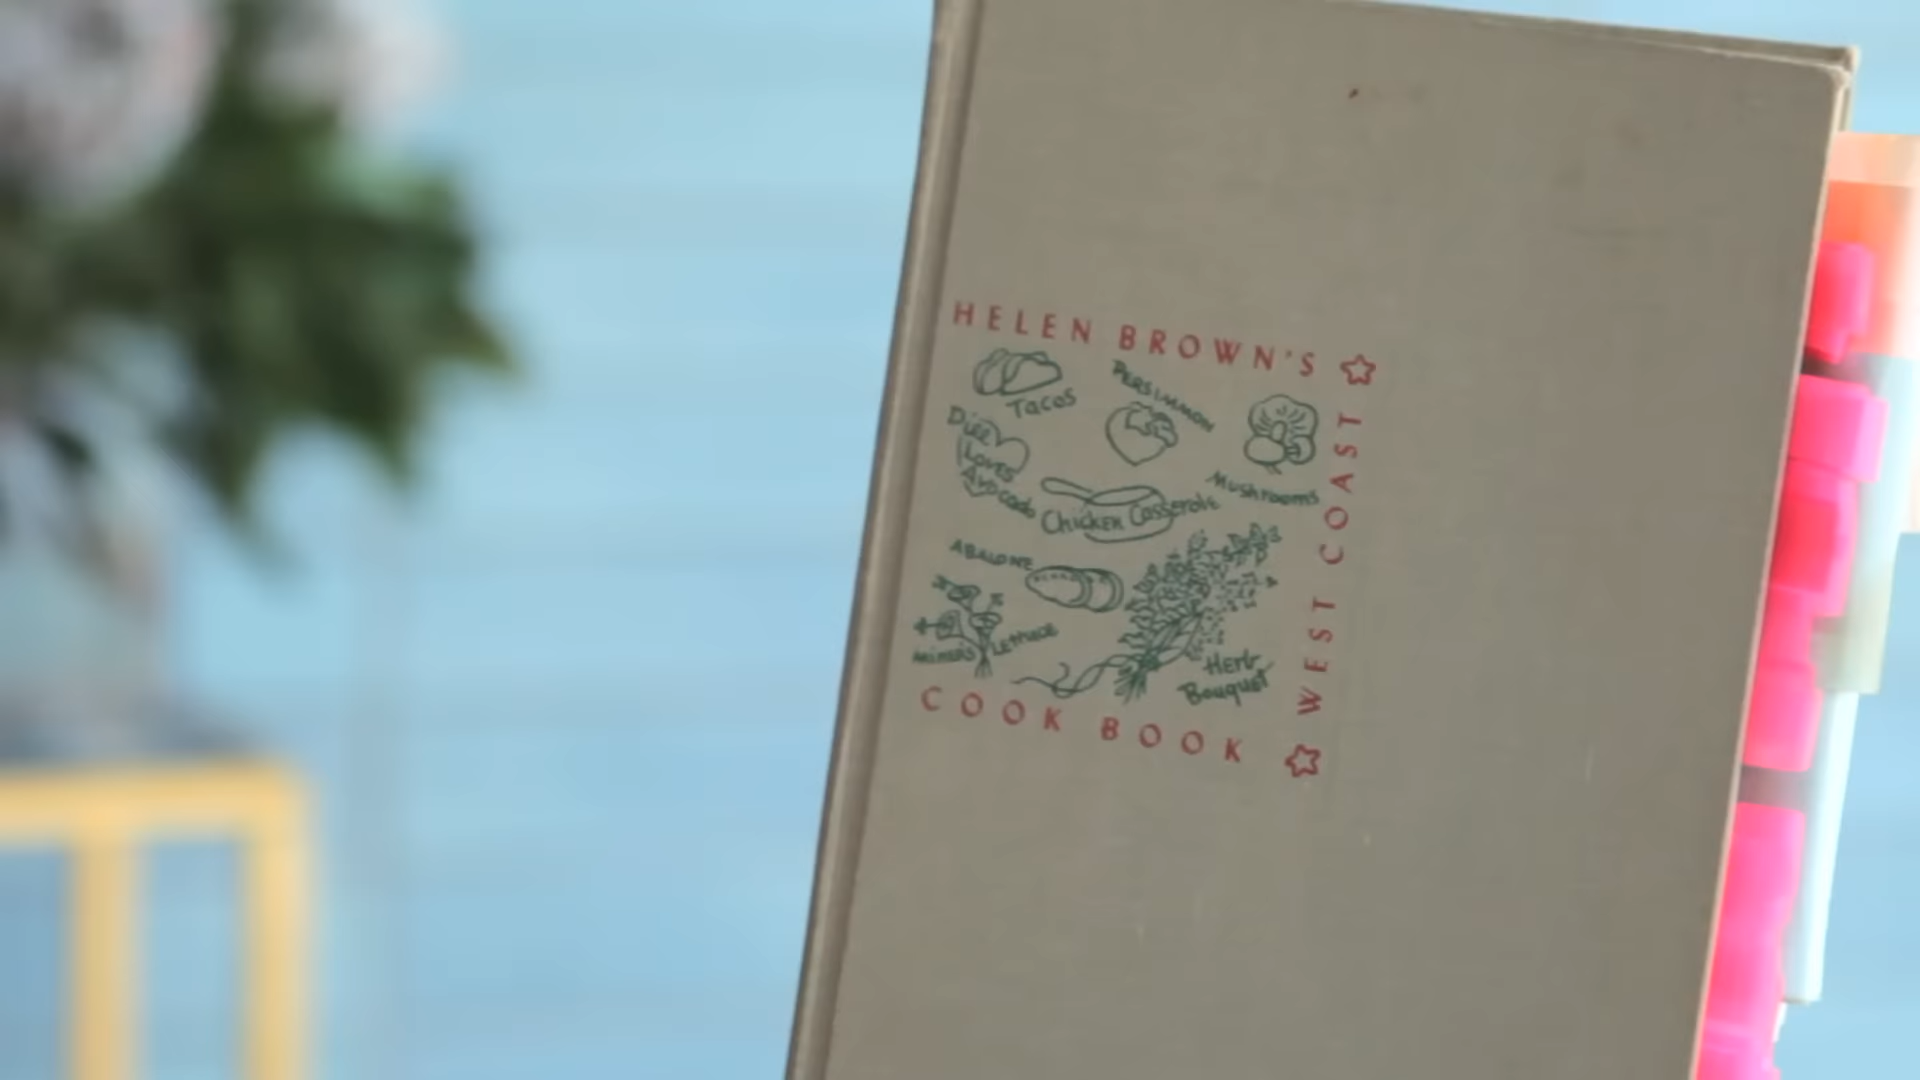 HELEN BROWN'S
WEST COAST
COOK BOOK
Tacos
PERSIMMON
Mushrooms
Dill
Loves
Avocado
Chicken Casserole
ABALONE
Miner's Lettuce
Herb
Bouquet